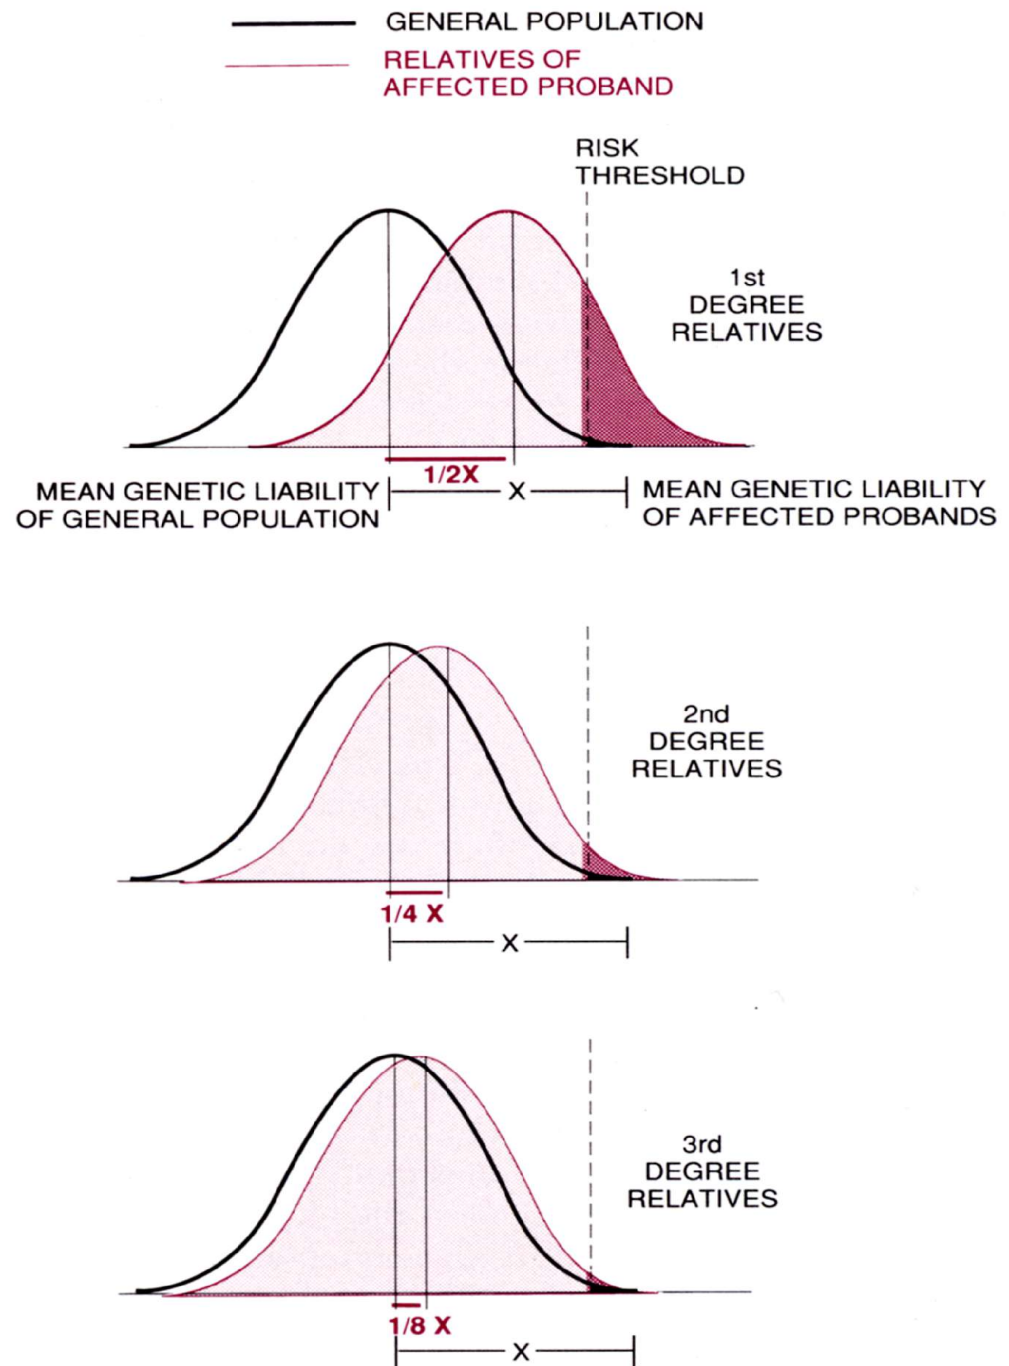 GENERAL POPULATION
RELATIVES OF
AFFECTED PROBAND
RISK
THRESHOLD
1st
DEGREE
RELATIVES
1/2X
X
MEAN GENETIC LIABILITY
OF GENERAL POPULATION
MEAN GENETIC LIABILITY
OF AFFECTED PROBANDS
2nd
DEGREE
RELATIVES
1/4 X
X
3rd
DEGREE
RELATIVES
1/8 X
X